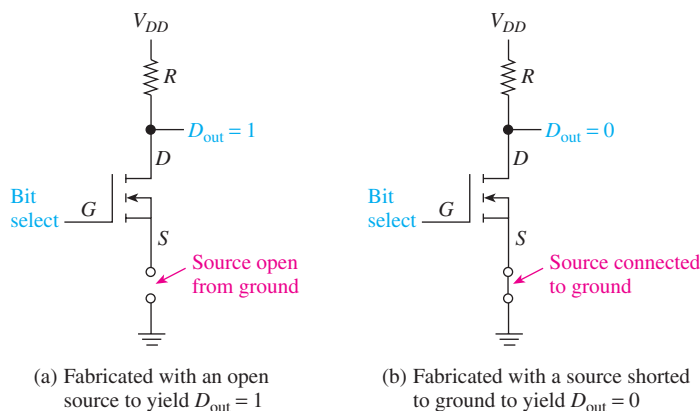 V_DD
R
D_out = 1
D
Bit
select
G
S
Source open
from ground
(a) Fabricated with an open
source to yield D_out = 1
V_DD
R
D_out = 0
D
Bit
select
G
S
Source connected
to ground
(b) Fabricated with a source shorted
to ground to yield D_out = 0